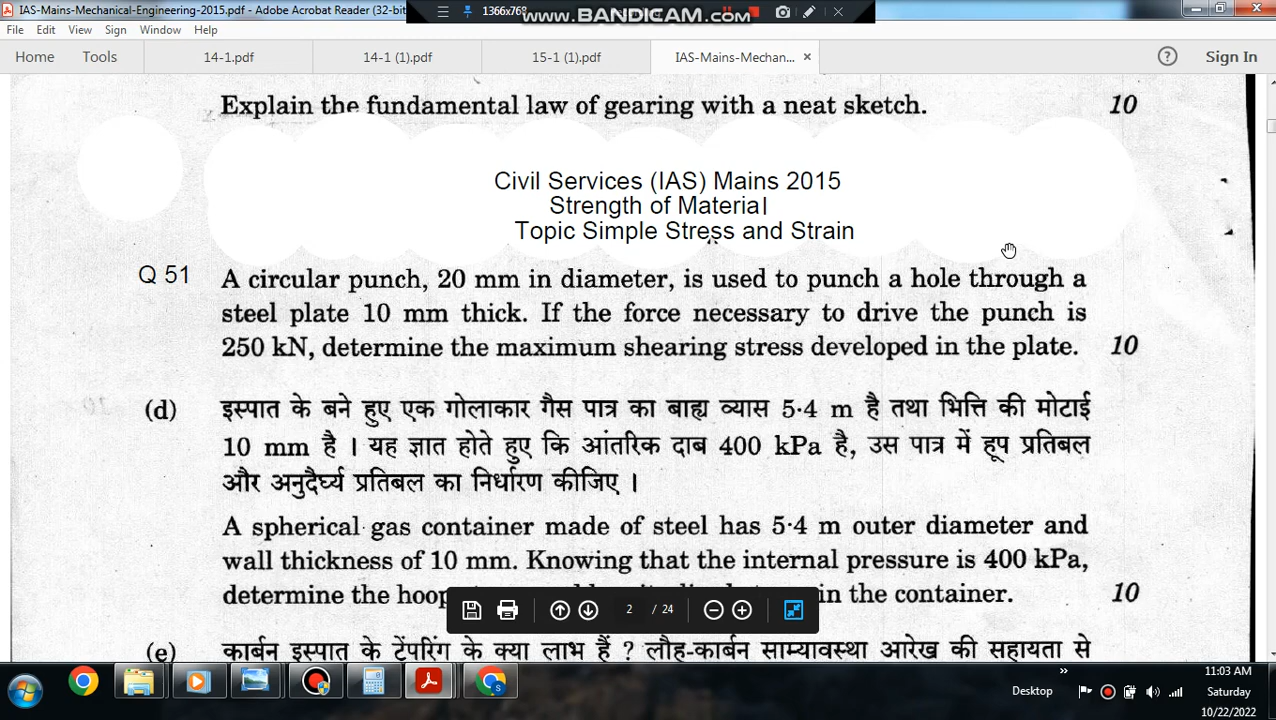 IAS-Mains-Mechanical-Engineering-2015.pdf - Adobe Acrobat Reader (32-bit
1366x768
www.BANDICAM.com
File Edit View Sign Window Help
Home Tools 14-1.pdf 14-1 (1).pdf 15-1 (1).pdf IAS-Mains-Mechan... × Sign In
Explain the fundamental law of gearing with a neat sketch. 10
Civil Services (IAS) Mains 2015
Strength of Material
Topic Simple Stress and Strain
Q 51 A circular punch, 20 mm in diameter, is used to punch a hole through a
steel plate 10 mm thick. If the force necessary to drive the punch is
250 kN, determine the maximum shearing stress developed in the plate. 10
(d) इस्पात के बने हुए एक गोलाकार गैस पात्र का बाह्य व्यास 5·4 m है तथा भित्ति की मोटाई
10 mm है । यह ज्ञात होते हुए कि आंतरिक दाब 400 kPa है, उस पात्र में हूप प्रतिबल
और अनुदैर्घ्य प्रतिबल का निर्धारण कीजिए ।
A spherical gas container made of steel has 5·4 m outer diameter and
wall thickness of 10 mm. Knowing that the internal pressure is 400 kPa,
determine the hoop in the container. 10
2 / 24
(e) कार्बन इस्पात के टेंपरिंग के क्या लाभ हैं ? लौह-कार्बन साम्यावस्था आरेख की सहायता से
Desktop
11:03 AM
Saturday
10/22/2022